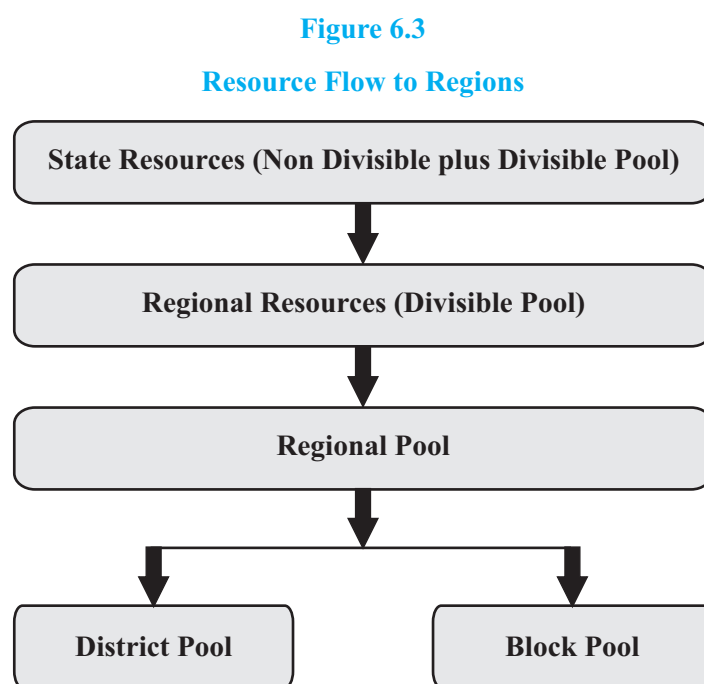 Figure 6.3
Resource Flow to Regions
State Resources (Non Divisible plus Divisible Pool)
Regional Resources (Divisible Pool)
Regional Pool
District Pool
Block Pool